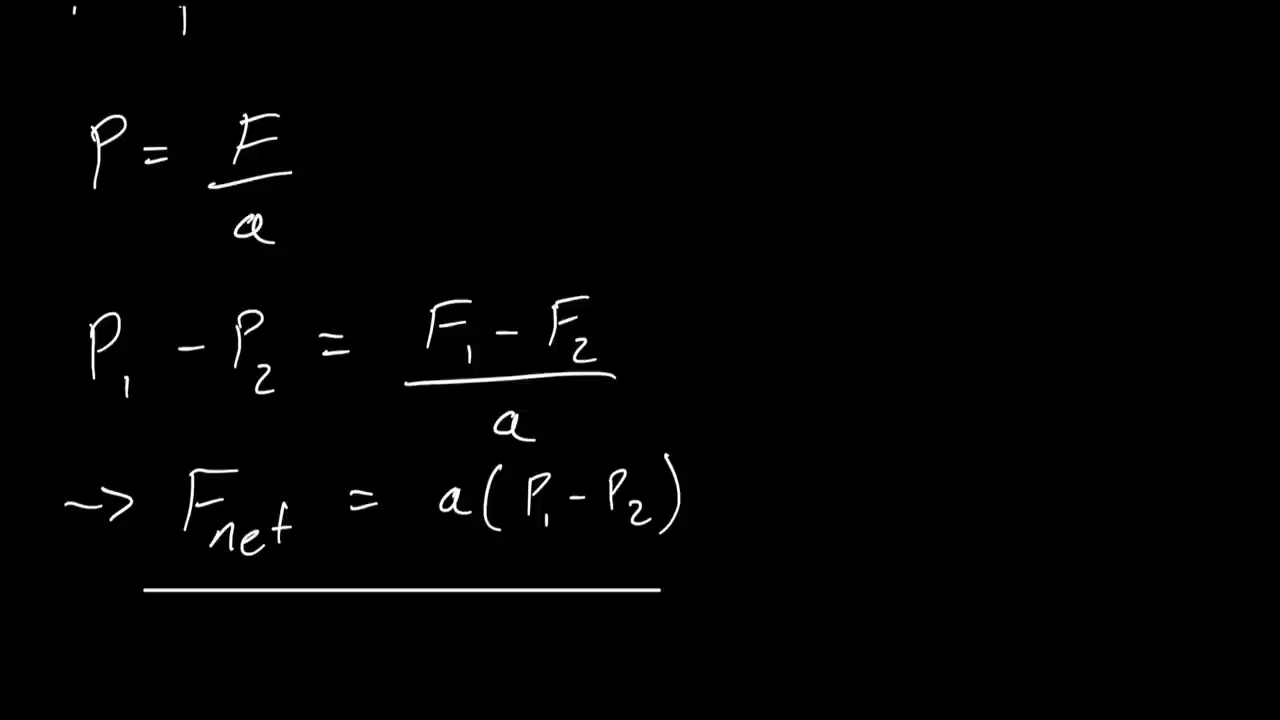 P = F/a
P₁ - P₂ = (F₁ - F₂)/a
→ F_net = a(P₁ - P₂)